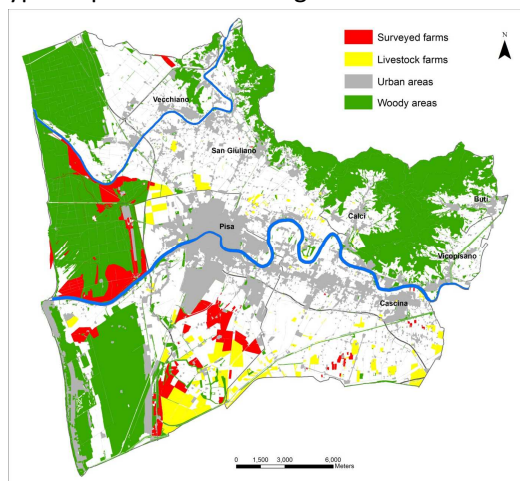 Surveyed farms
Livestock farms
Urban areas
Woody areas
N
Vecchiano
San Giuliano
Buti
Calci
Pisa
Vicopisano
Cascina
0 1,500 3,000 6,000
Meters